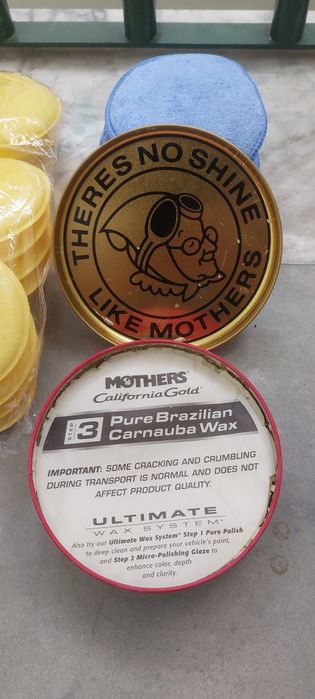 THERES NO SHINE
LIKE MOTHERS
MOTHERS®
California Gold®
STEP 3 Pure Brazilian
Carnauba Wax
IMPORTANT: SOME CRACKING AND CRUMBLING
DURING TRANSPORT IS NORMAL AND DOES NOT
AFFECT PRODUCT QUALITY.
ULTIMATE
WAX SYSTEM®
Also try our Ultimate Wax System® Step 1 Pure Polish
to deep clean and prepare your vehicle's paint,
and Step 2 Micro-Polishing Glaze to
enhance color, depth
and clarity.